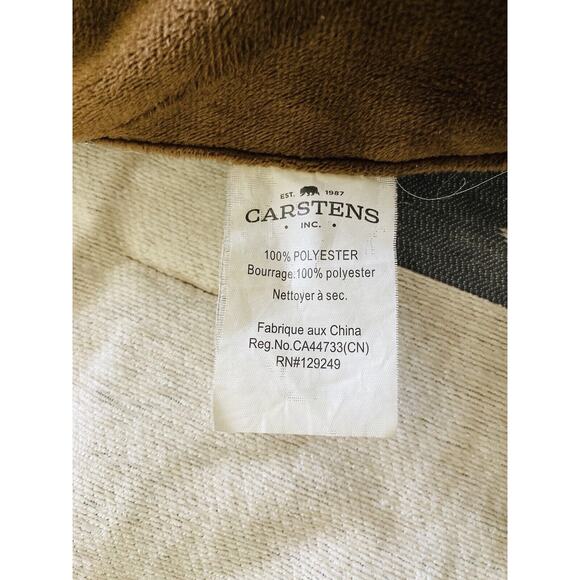 EST. 1987
CARSTENS
• INC. •
100% POLYESTER
Bourrage:100% polyester
Nettoyer à sec.
Fabrique aux China
Reg.No.CA44733(CN)
RN#129249